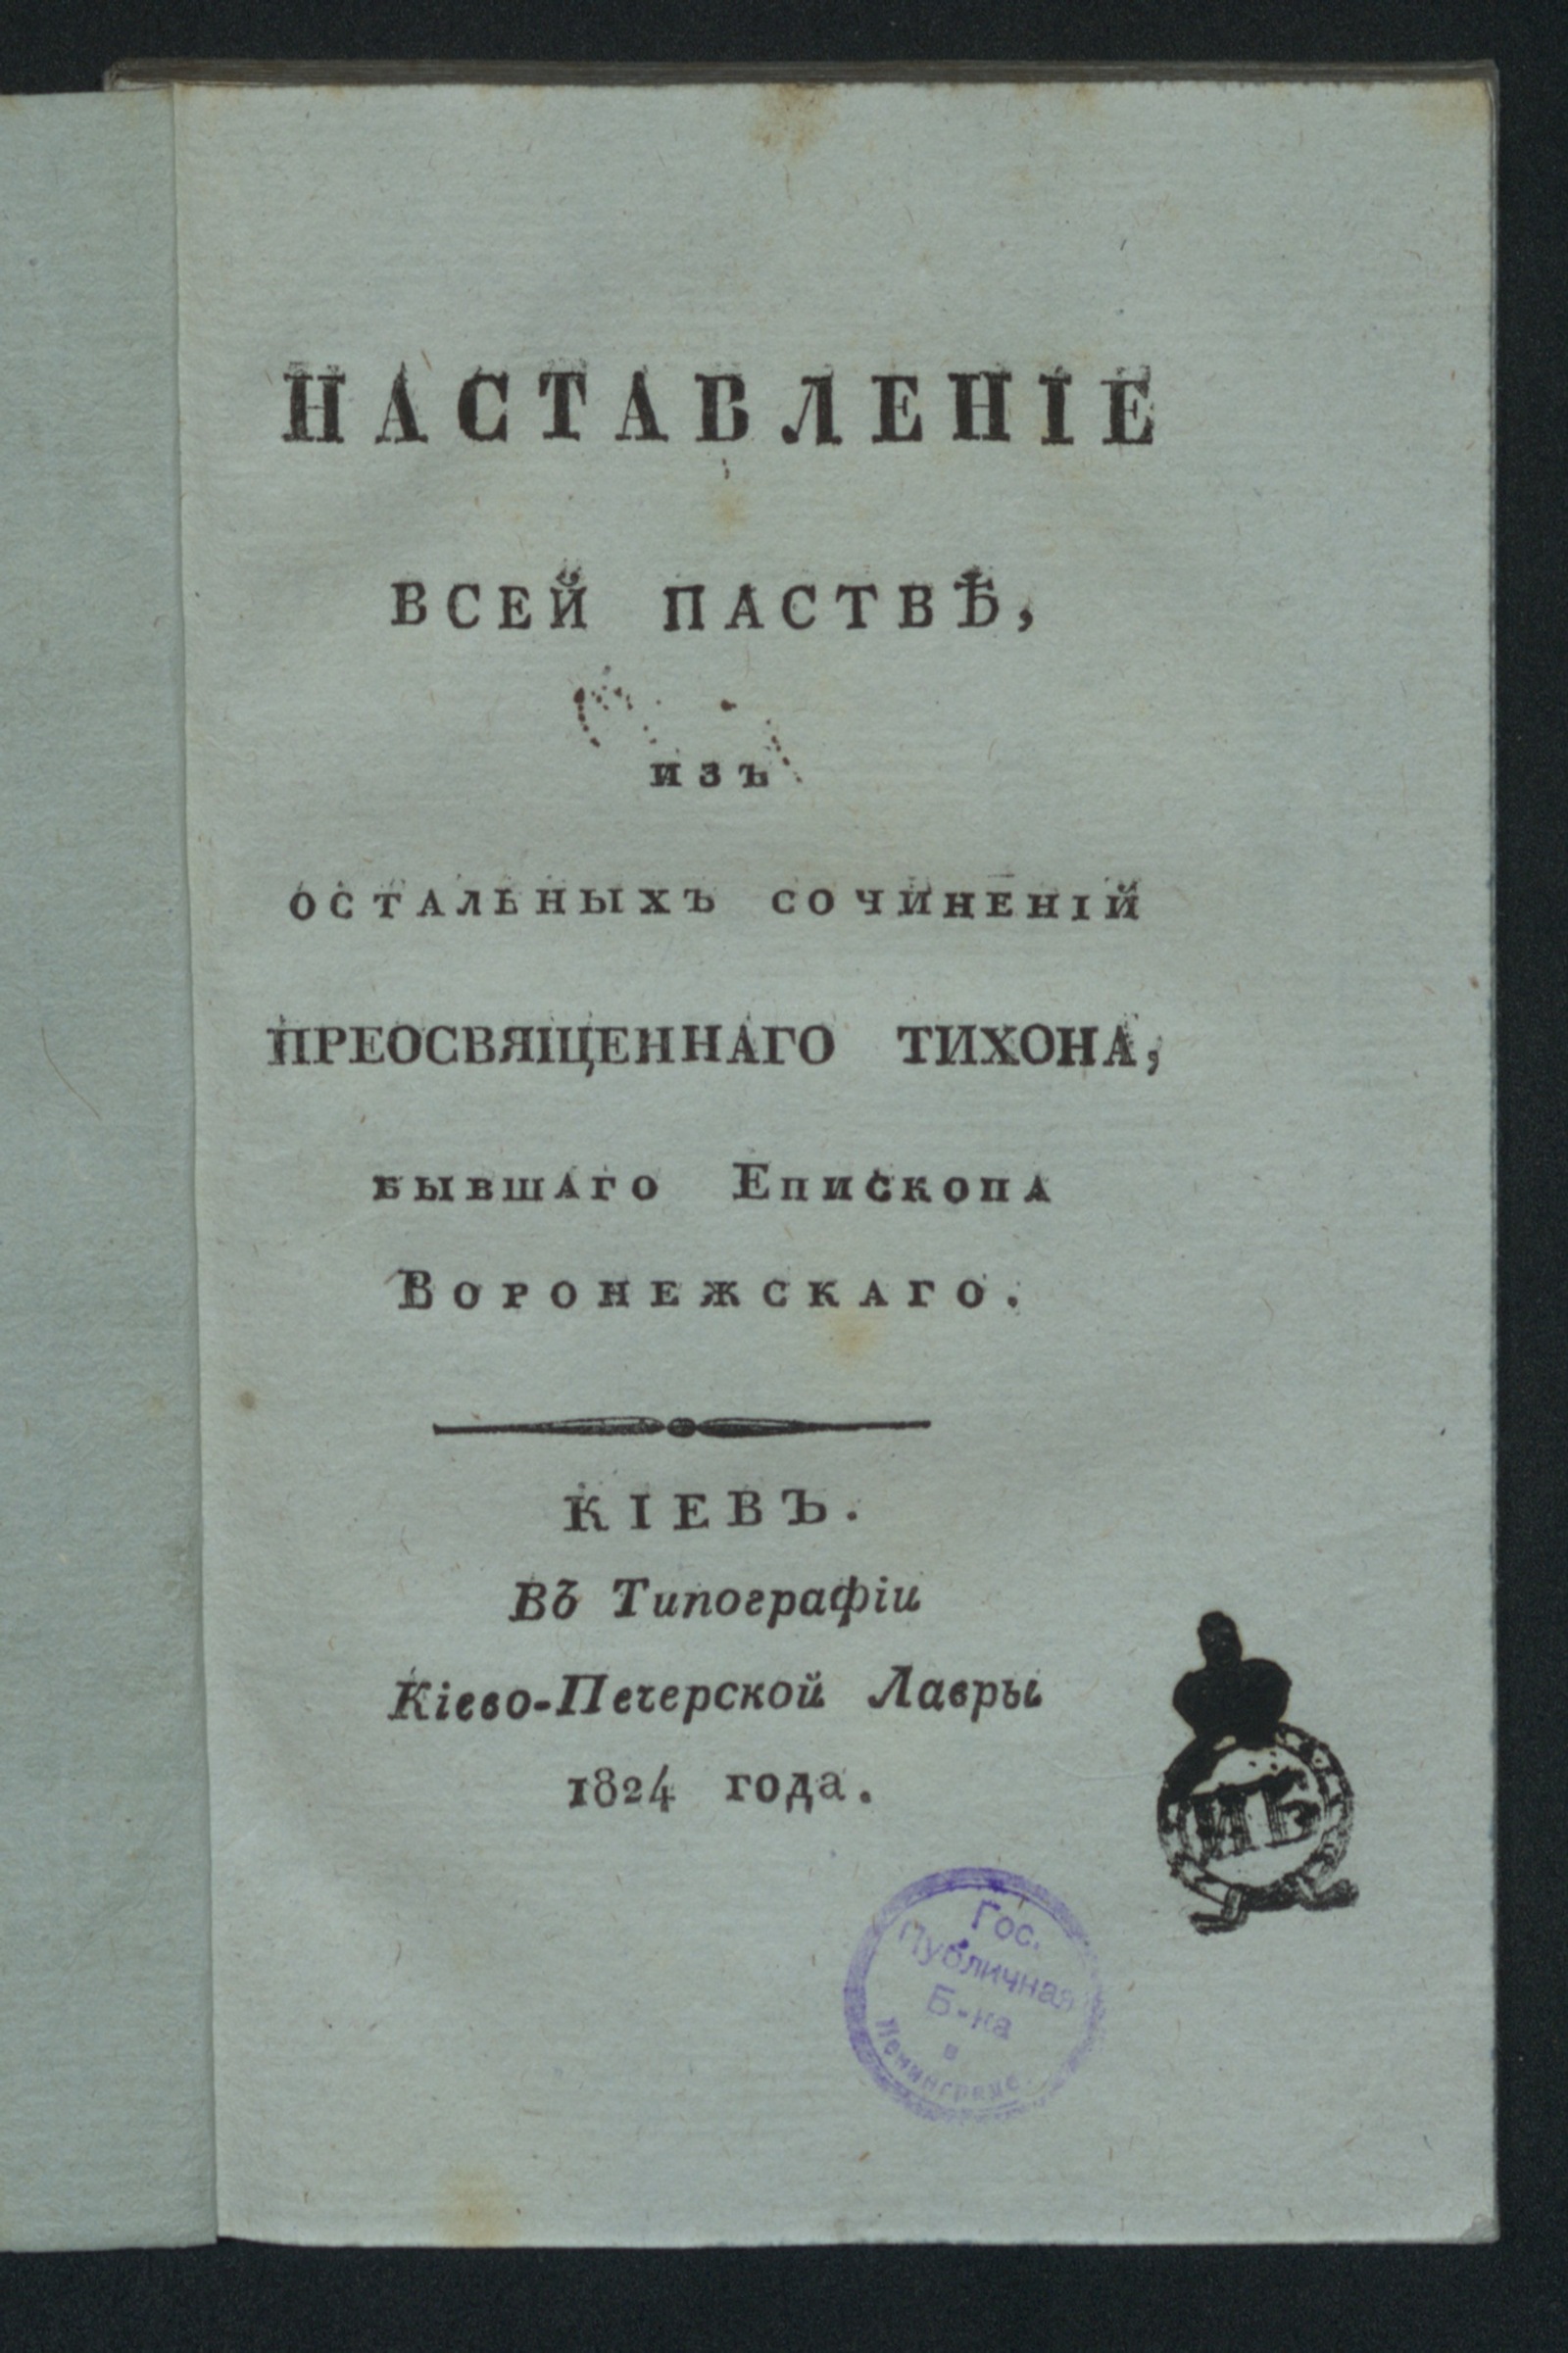 НАСТАВЛЕНІЕ
ВСЕЙ ПАСТВѢ,
ИЗЪ
ОСТАЛЬНЫХЪ СОЧИНЕНІЙ
ПРЕОСВЯЩЕННАГО ТИХОНА,
БЫВШАГО ЕПИСКОПА
ВОРОНЕЖСКАГО.
КІЕВЪ.
Въ Типографіи
Кіево-Печерской Лавры
1824 года.
ИБ
Гос.
Публичная
Б-ка
в
Ленинграде